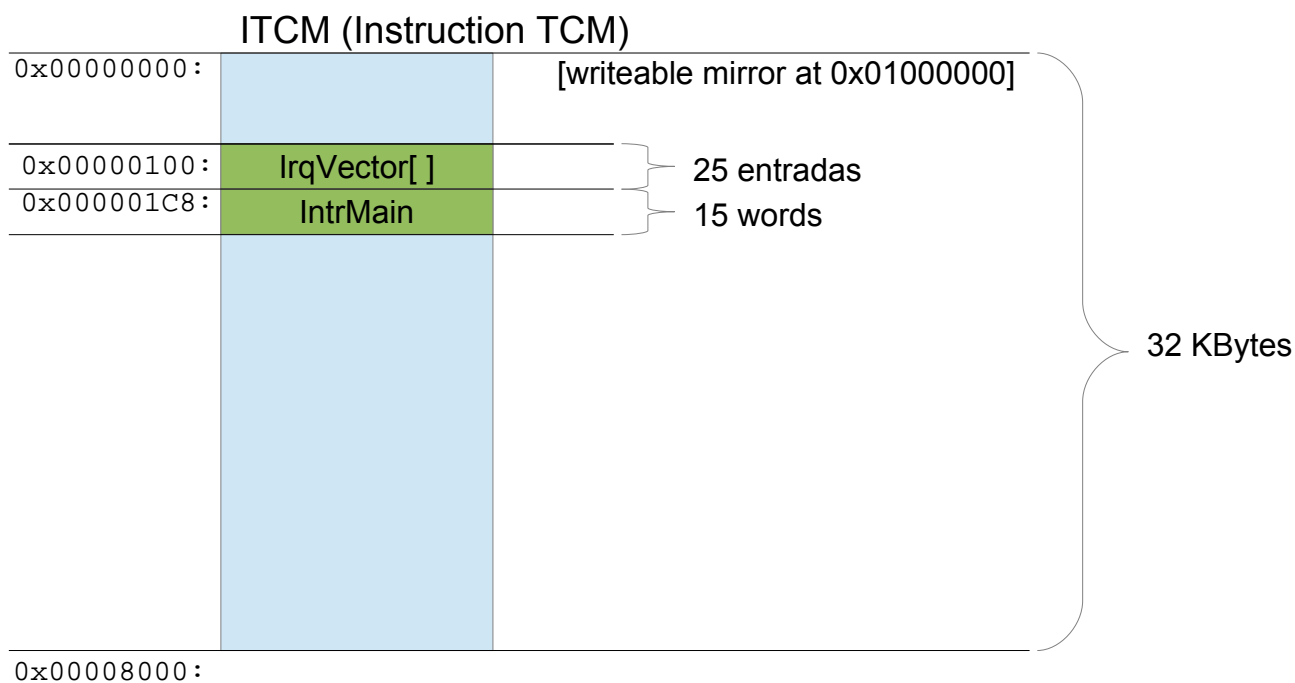 ITCM (Instruction TCM)
0x00000000:
[writeable mirror at 0x01000000]
0x00000100:
IrqVector[ ]
25 entradas
0x000001C8:
IntrMain
15 words
32 KBytes
0x00008000: